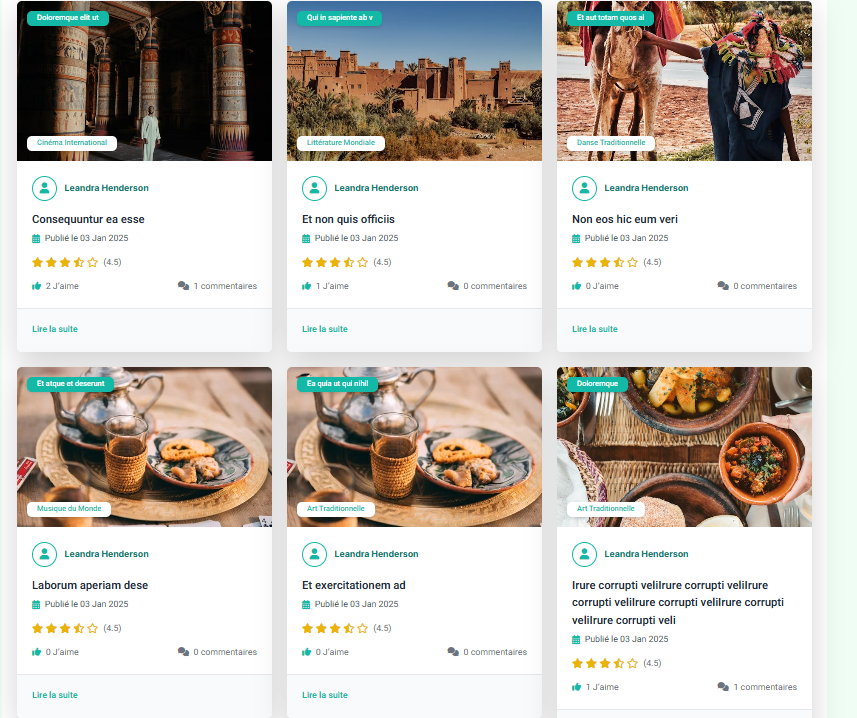 Doloremque elit ut
Qui in sapiente ab v
Et aut totam quos al
Cinéma International
Littérature Mondiale
Danse Traditionnelle
Leandra Henderson
Leandra Henderson
Leandra Henderson
Consequuntur ea esse
Et non quis officiis
Non eos hic eum veri
Publié le 03 Jan 2025
Publié le 03 Jan 2025
Publié le 03 Jan 2025
(4.5)
(4.5)
(4.5)
2 J'aime
1 commentaires
1 J'aime
0 commentaires
0 J'aime
0 commentaires
Lire la suite
Lire la suite
Lire la suite
Et atque et deserunt
Ea quia ut qui nihil
Doloremque
Musique du Monde
Art Traditionnelle
Art Traditionnelle
Leandra Henderson
Leandra Henderson
Leandra Henderson
Laborum aperiam dese
Et exercitationem ad
Irure corrupti velilrure corrupti velilrure
corrupti velilrure corrupti velilrure corrupti
velilrure corrupti veli
Publié le 03 Jan 2025
Publié le 03 Jan 2025
Publié le 03 Jan 2025
(4.5)
(4.5)
(4.5)
0 J'aime
0 commentaires
0 J'aime
0 commentaires
1 J'aime
1 commentaires
Lire la suite
Lire la suite